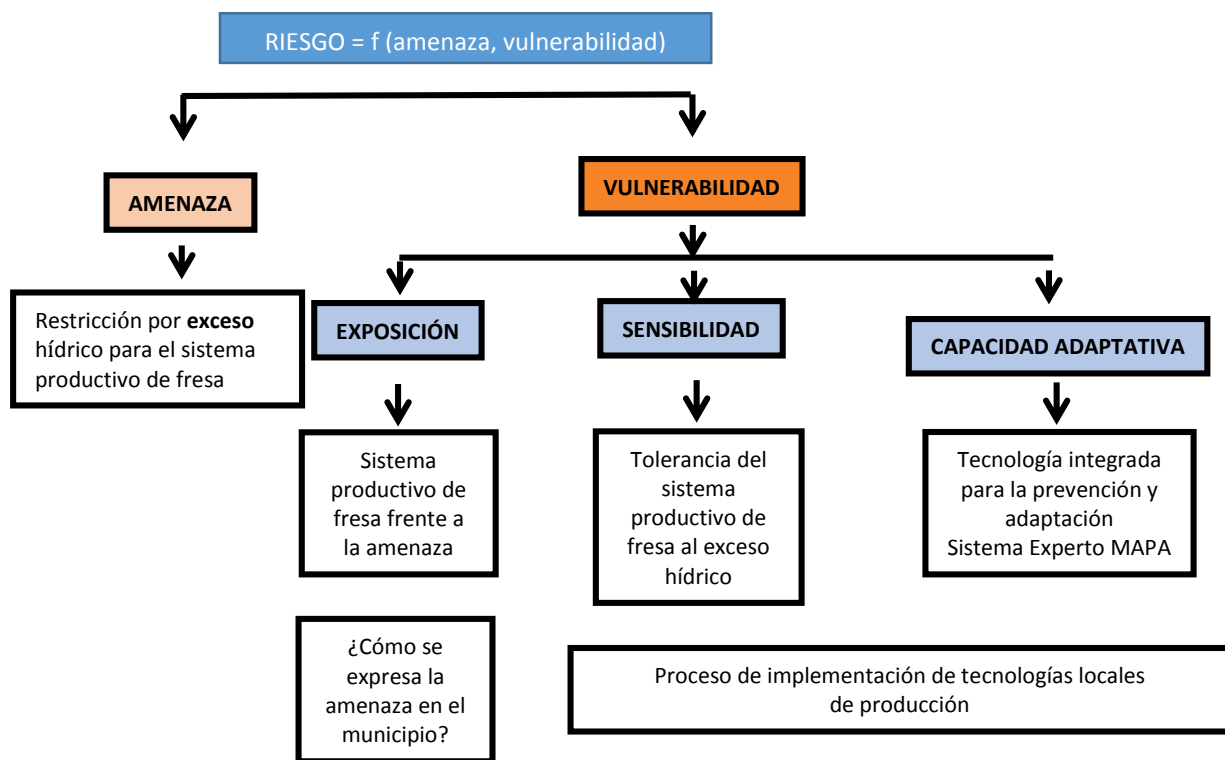 RIESGO = f (amenaza, vulnerabilidad)
AMENAZA
VULNERABILIDAD
Restricción por exceso
hídrico para el sistema
productivo de fresa
EXPOSICIÓN
SENSIBILIDAD
CAPACIDAD ADAPTATIVA
Sistema
productivo de
fresa frente a
la amenaza
Tolerancia del
sistema
productivo de
fresa al exceso
hídrico
Tecnología integrada
para la prevención y
adaptación
Sistema Experto MAPA
¿Cómo se
expresa la
amenaza en el
municipio?
Proceso de implementación de tecnologías locales
de producción